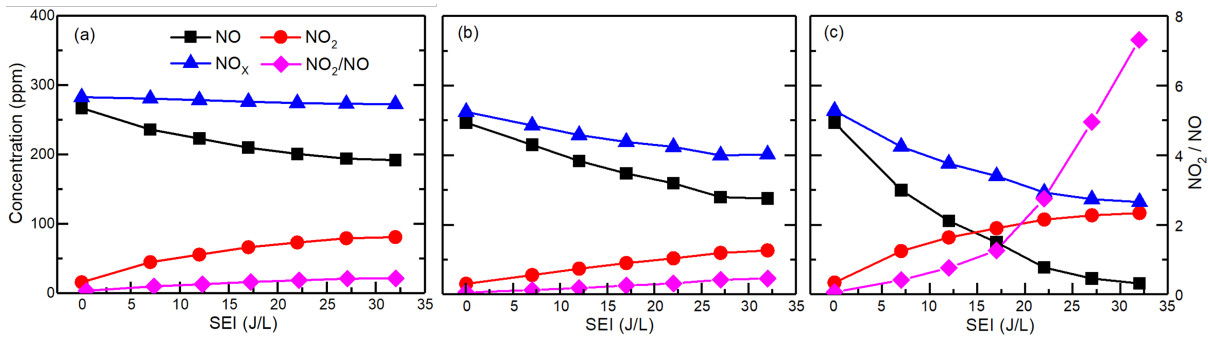 400
300
200
100
0
Concentration (ppm)
(a)
NO
NO2
NOX
NO2/NO
0 5 10 15 20 25 30 35
SEI (J/L)
(b)
0 5 10 15 20 25 30 35
SEI (J/L)
(c)
0 5 10 15 20 25 30 35
SEI (J/L)
8
6
4
2
0
NO2 / NO